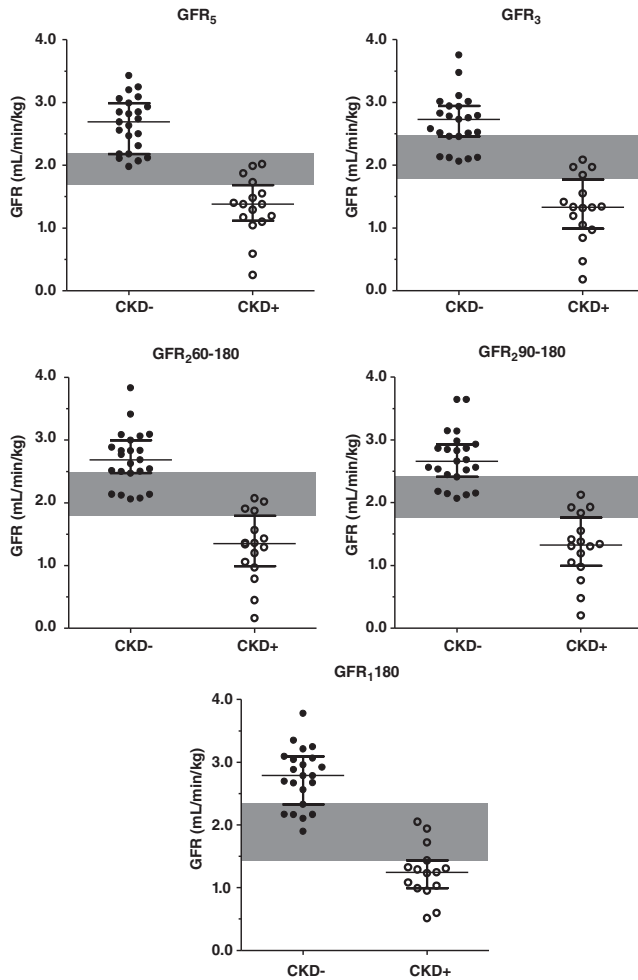 GFR₅
GFR (mL/min/kg)
4.0
3.0
2.0
1.0
0.0
CKD-
CKD+
GFR₃
GFR (mL/min/kg)
4.0
3.0
2.0
1.0
0.0
CKD-
CKD+
GFR₂60-180
GFR (mL/min/kg)
4.0
3.0
2.0
1.0
0.0
CKD-
CKD+
GFR₂90-180
GFR (mL/min/kg)
4.0
3.0
2.0
1.0
0.0
CKD-
CKD+
GFR₁180
GFR (mL/min/kg)
4.0
3.0
2.0
1.0
0.0
CKD-
CKD+